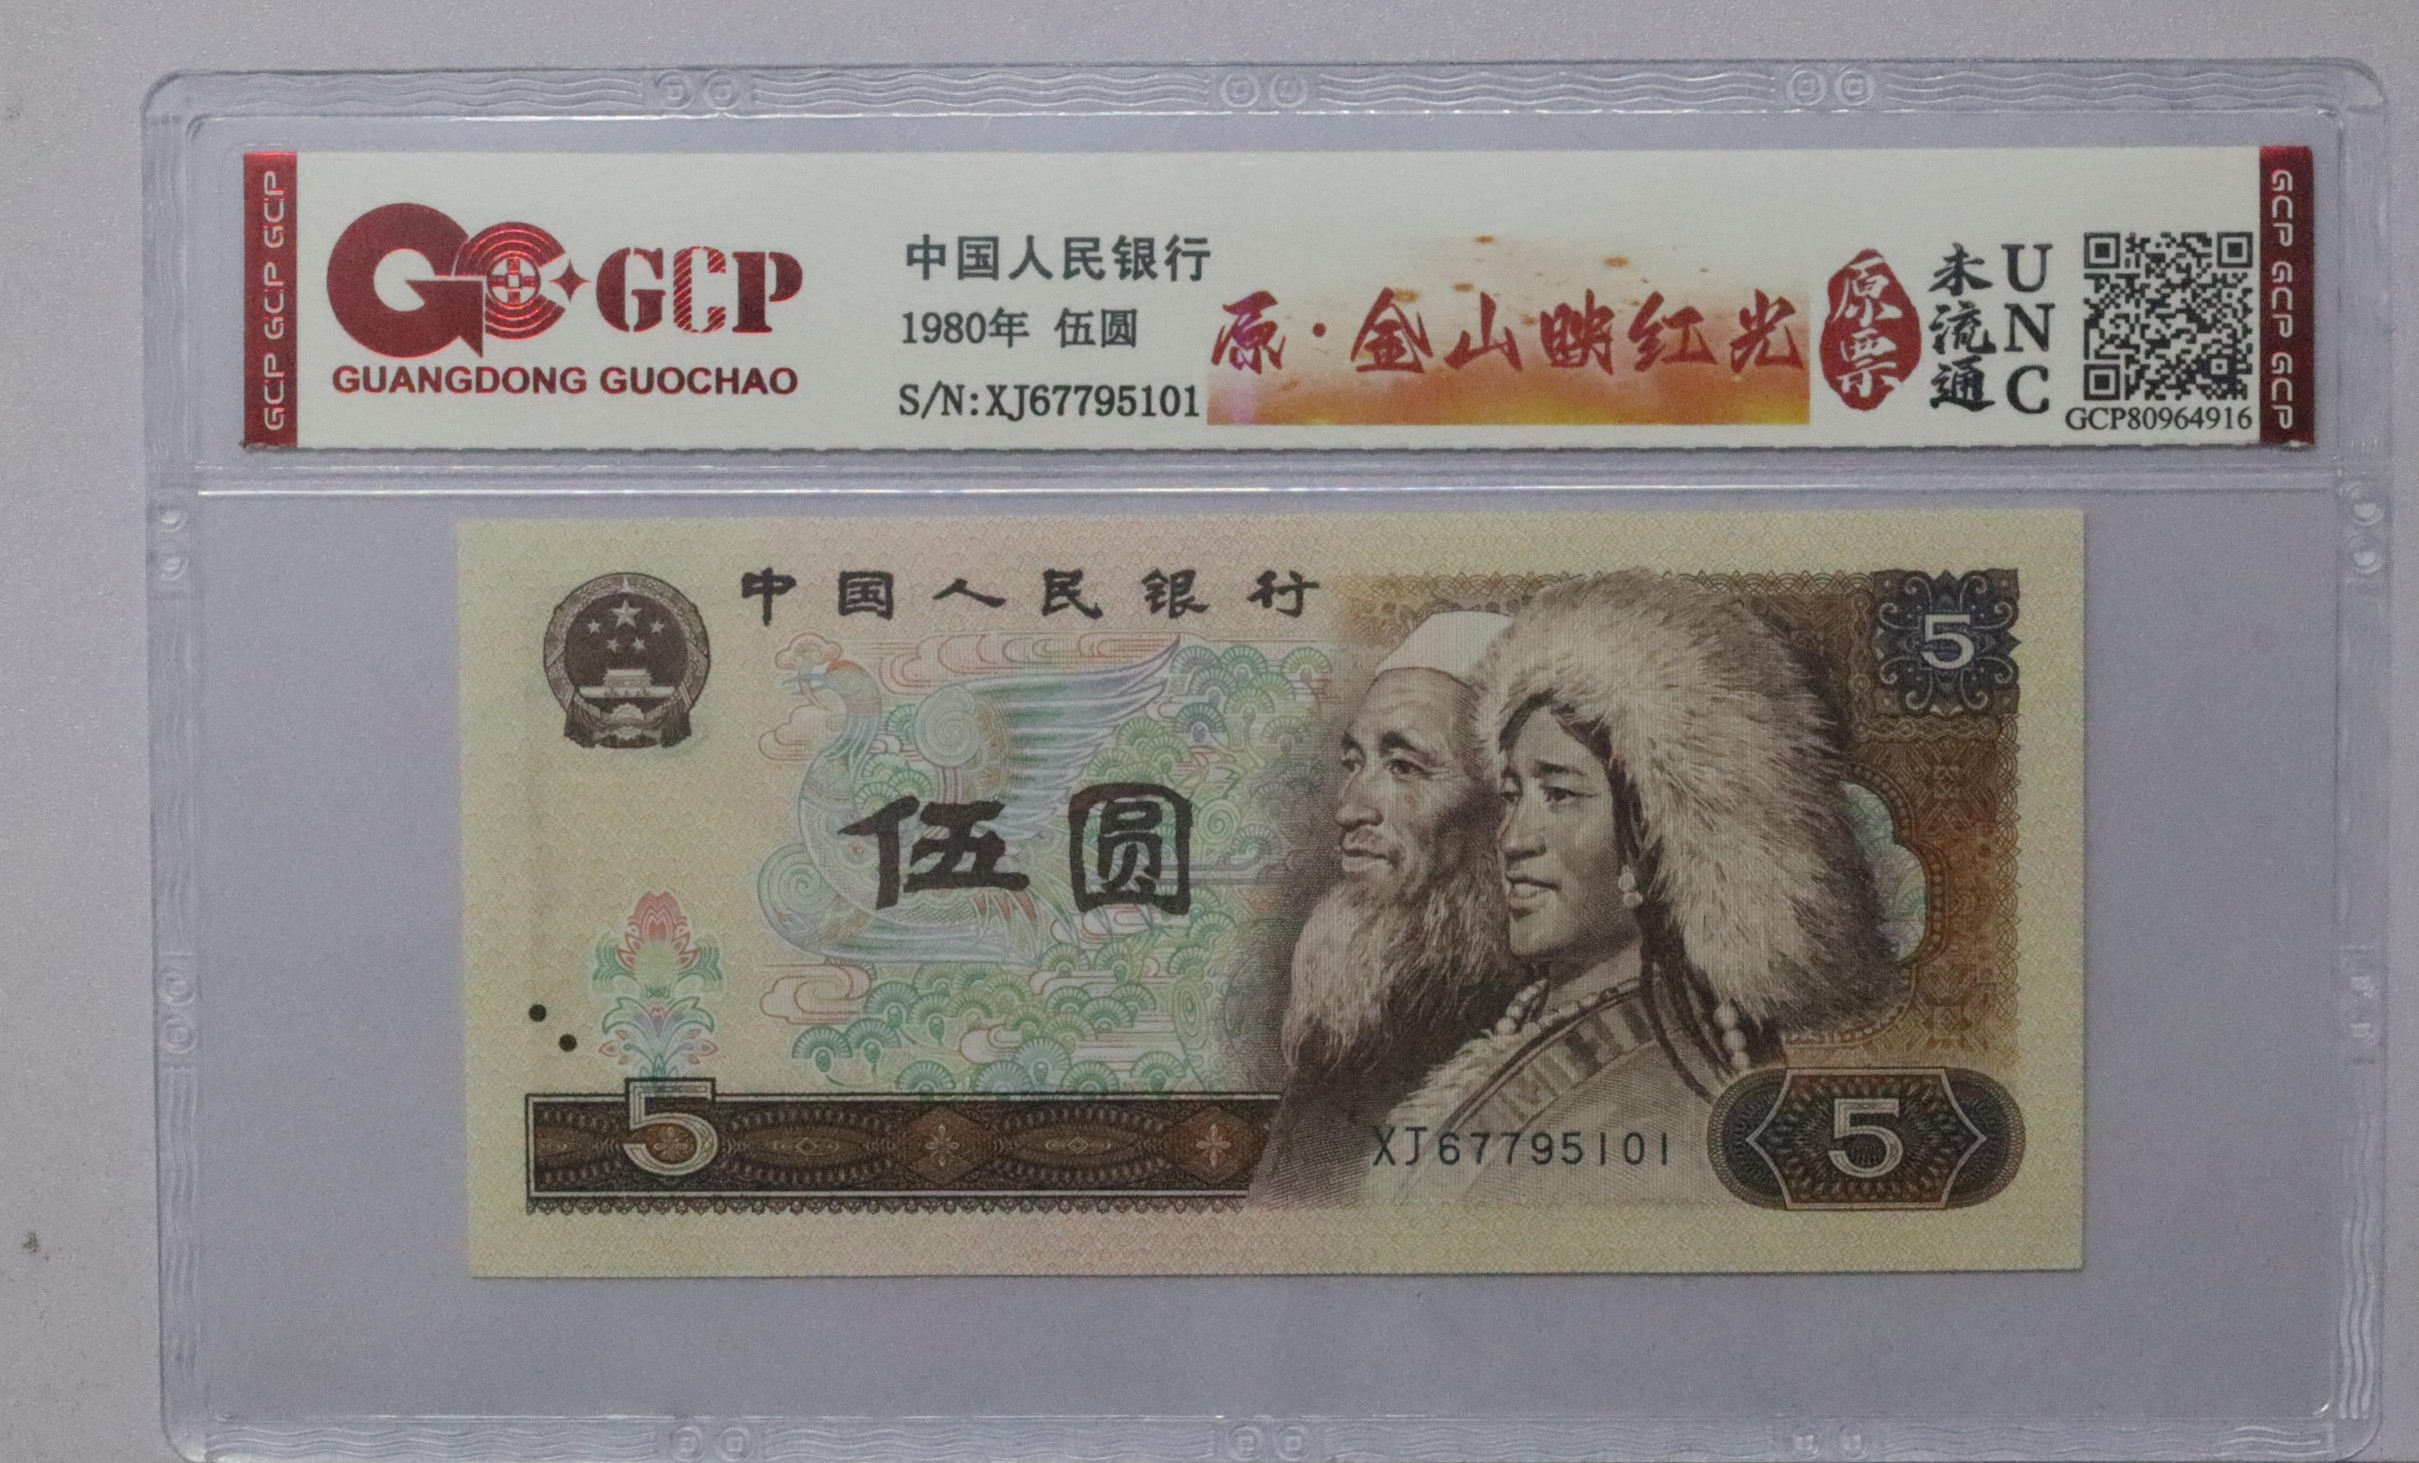 GCP GCP GCP
GCP
GUANGDONG GUOCHAO
中国人民银行
1980年 伍圆
S/N:XJ67795101
原·金山映红光
原票
未流通
UNC
GCP80964916
GCP GCP GCP
中国人民银行
5
伍圆
5
XJ67795101
5